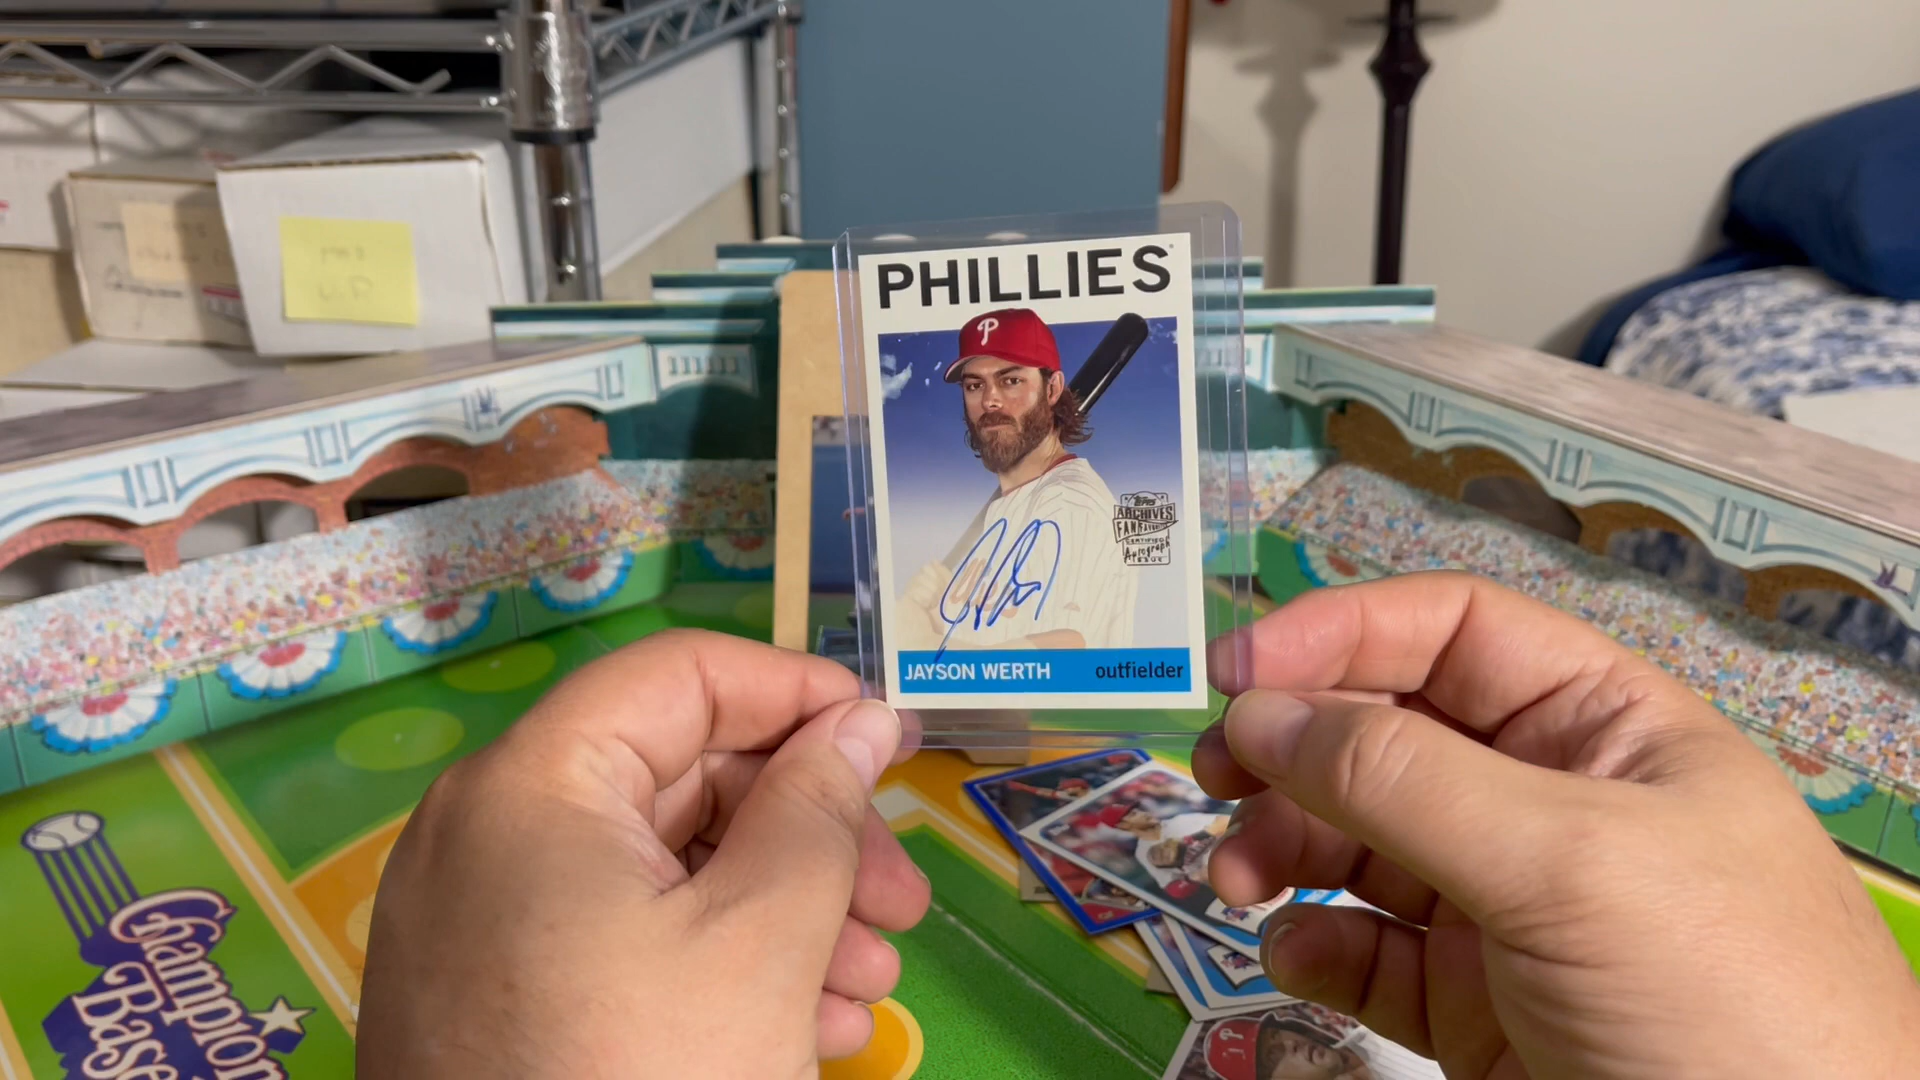 PHILLIES
P
Topps
ARCHIVES
FAN FAVORITES
CERTIFIED
Autograph
ISSUE
JAYSON WERTH outfielder
Champion
Base
P